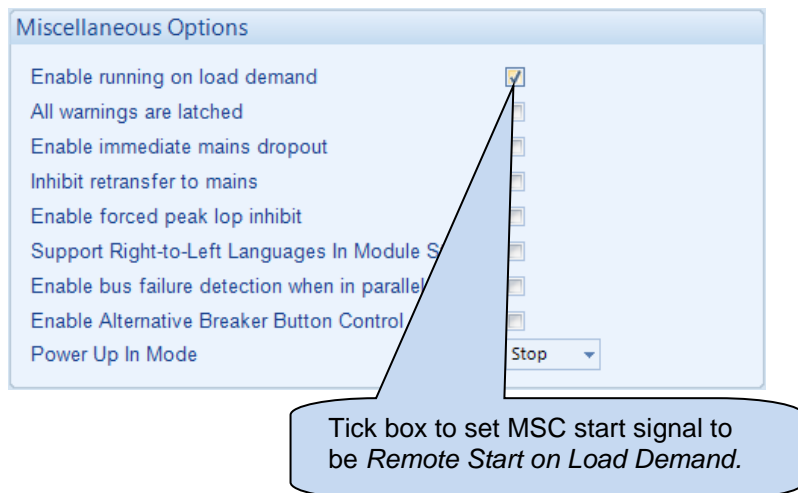 Miscellaneous Options
Enable running on load demand
All warnings are latched
Enable immediate mains dropout
Inhibit retransfer to mains
Enable forced peak lop inhibit
Support Right-to-Left Languages In Module S
Enable bus failure detection when in parallel
Enable Alternative Breaker Button Control
Power Up In Mode Stop
Tick box to set MSC start signal to
be Remote Start on Load Demand.